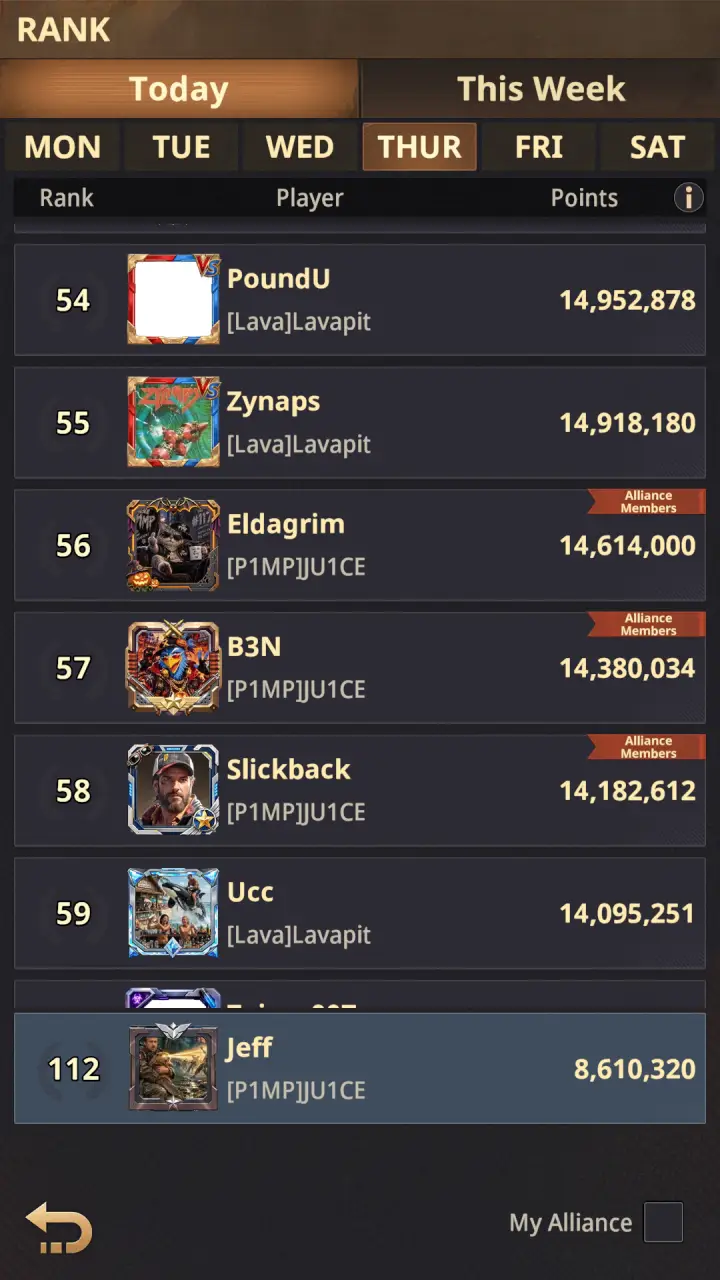 RANK
Today
This Week
MON
TUE
WED
THUR
FRI
SAT
Rank
Player
Points
i
54
VS
PoundU
[Lava]Lavapit
14,952,878
55
VS
Zynaps
[Lava]Lavapit
14,918,180
56
Eldagrim
[P1MP]JU1CE
Alliance
Members
14,614,000
57
B3N
[P1MP]JU1CE
Alliance
Members
14,380,034
58
Slickback
[P1MP]JU1CE
Alliance
Members
14,182,612
59
Ucc
[Lava]Lavapit
14,095,251
112
Jeff
[P1MP]JU1CE
8,610,320
My Alliance